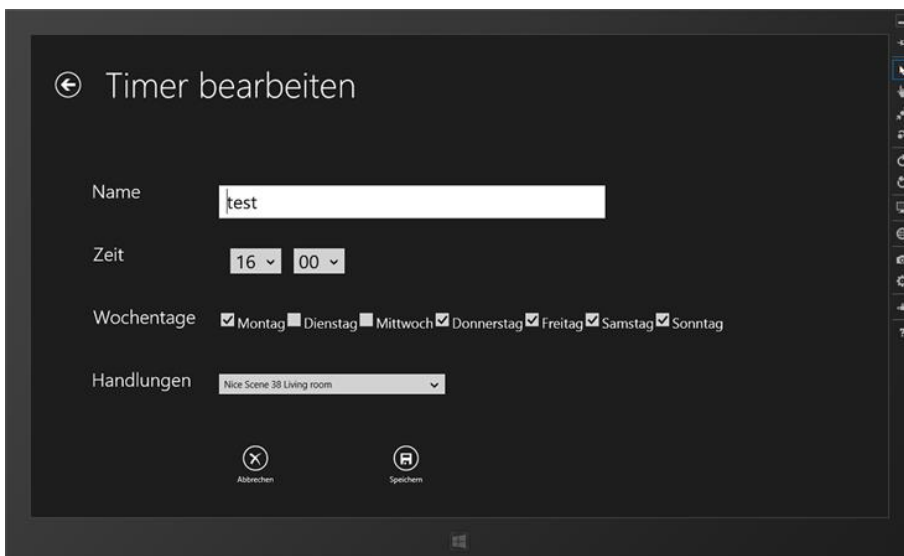 Timer bearbeiten
Name
test
Zeit
16 00
Wochentage
Montag Dienstag Mittwoch Donnerstag Freitag Samstag Sonntag
Handlungen
Nice Scene 38 Living room
Abbrechen Speichern